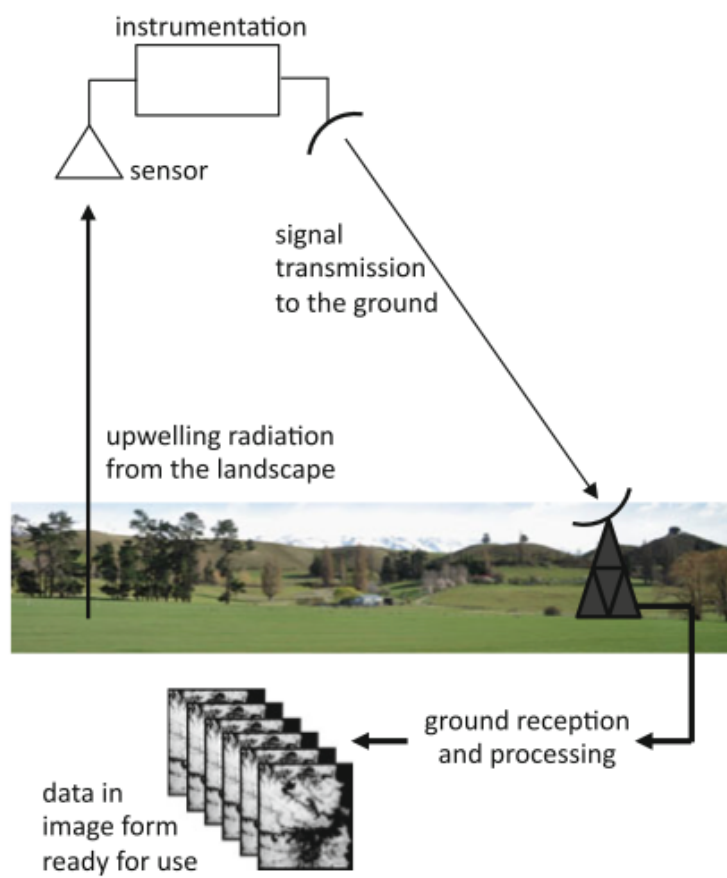 instrumentation
sensor
signal
transmission
to the ground
upwelling radiation
from the landscape
ground reception
and processing
data in
image form
ready for use